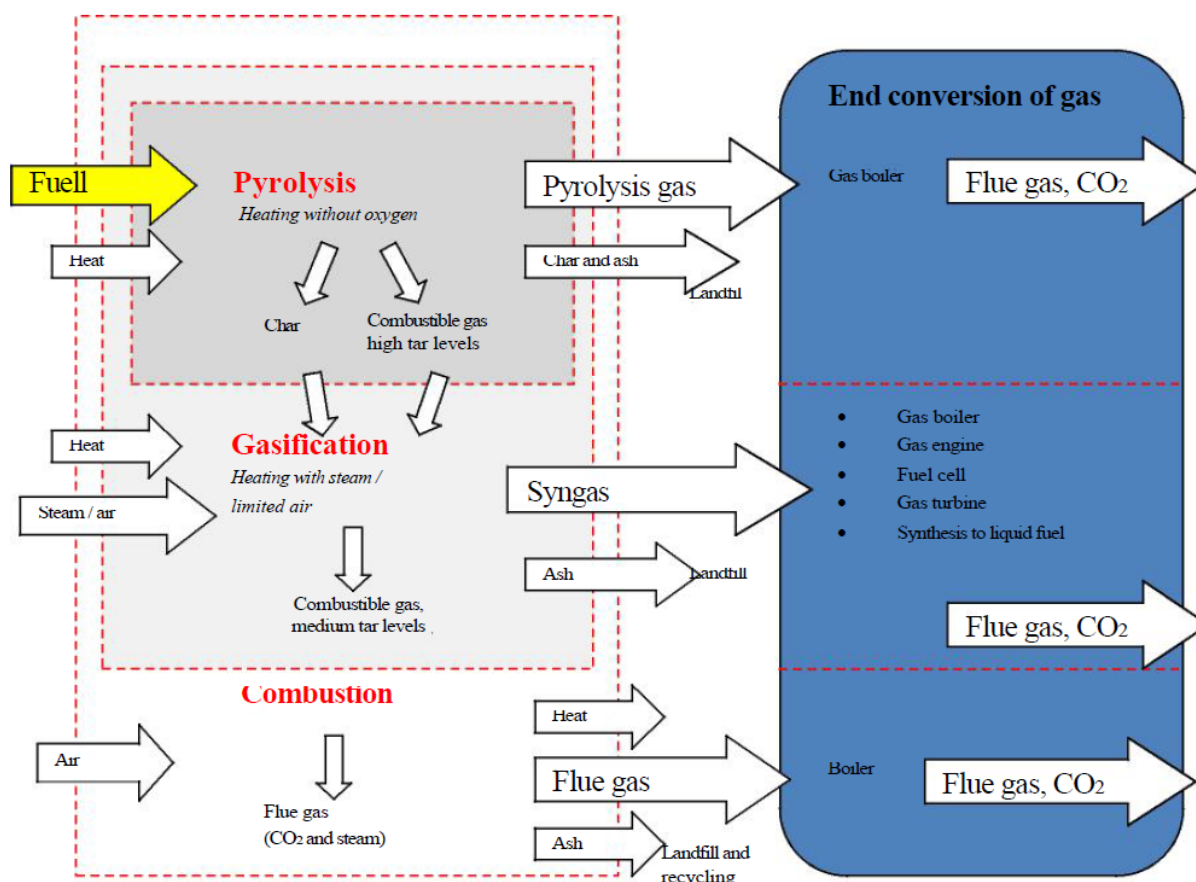 End conversion of gas
Fuell
Pyrolysis
Heating without oxygen
Pyrolysis gas
Gas boiler
Flue gas, CO2
Heat
Char and ash
Landfill
Char
Combustible gas
high tar levels
Heat
Gasification
Heating with steam /
limited air
Steam / air
Syngas
• Gas boiler
• Gas engine
• Fuel cell
• Gas turbine
• Synthesis to liquid fuel
Ash
Landfill
Combustible gas,
medium tar levels .
Flue gas, CO2
Combustion
Heat
Air
Flue gas
Boiler
Flue gas, CO2
Flue gas
(CO2 and steam)
Ash
Landfill and
recycling